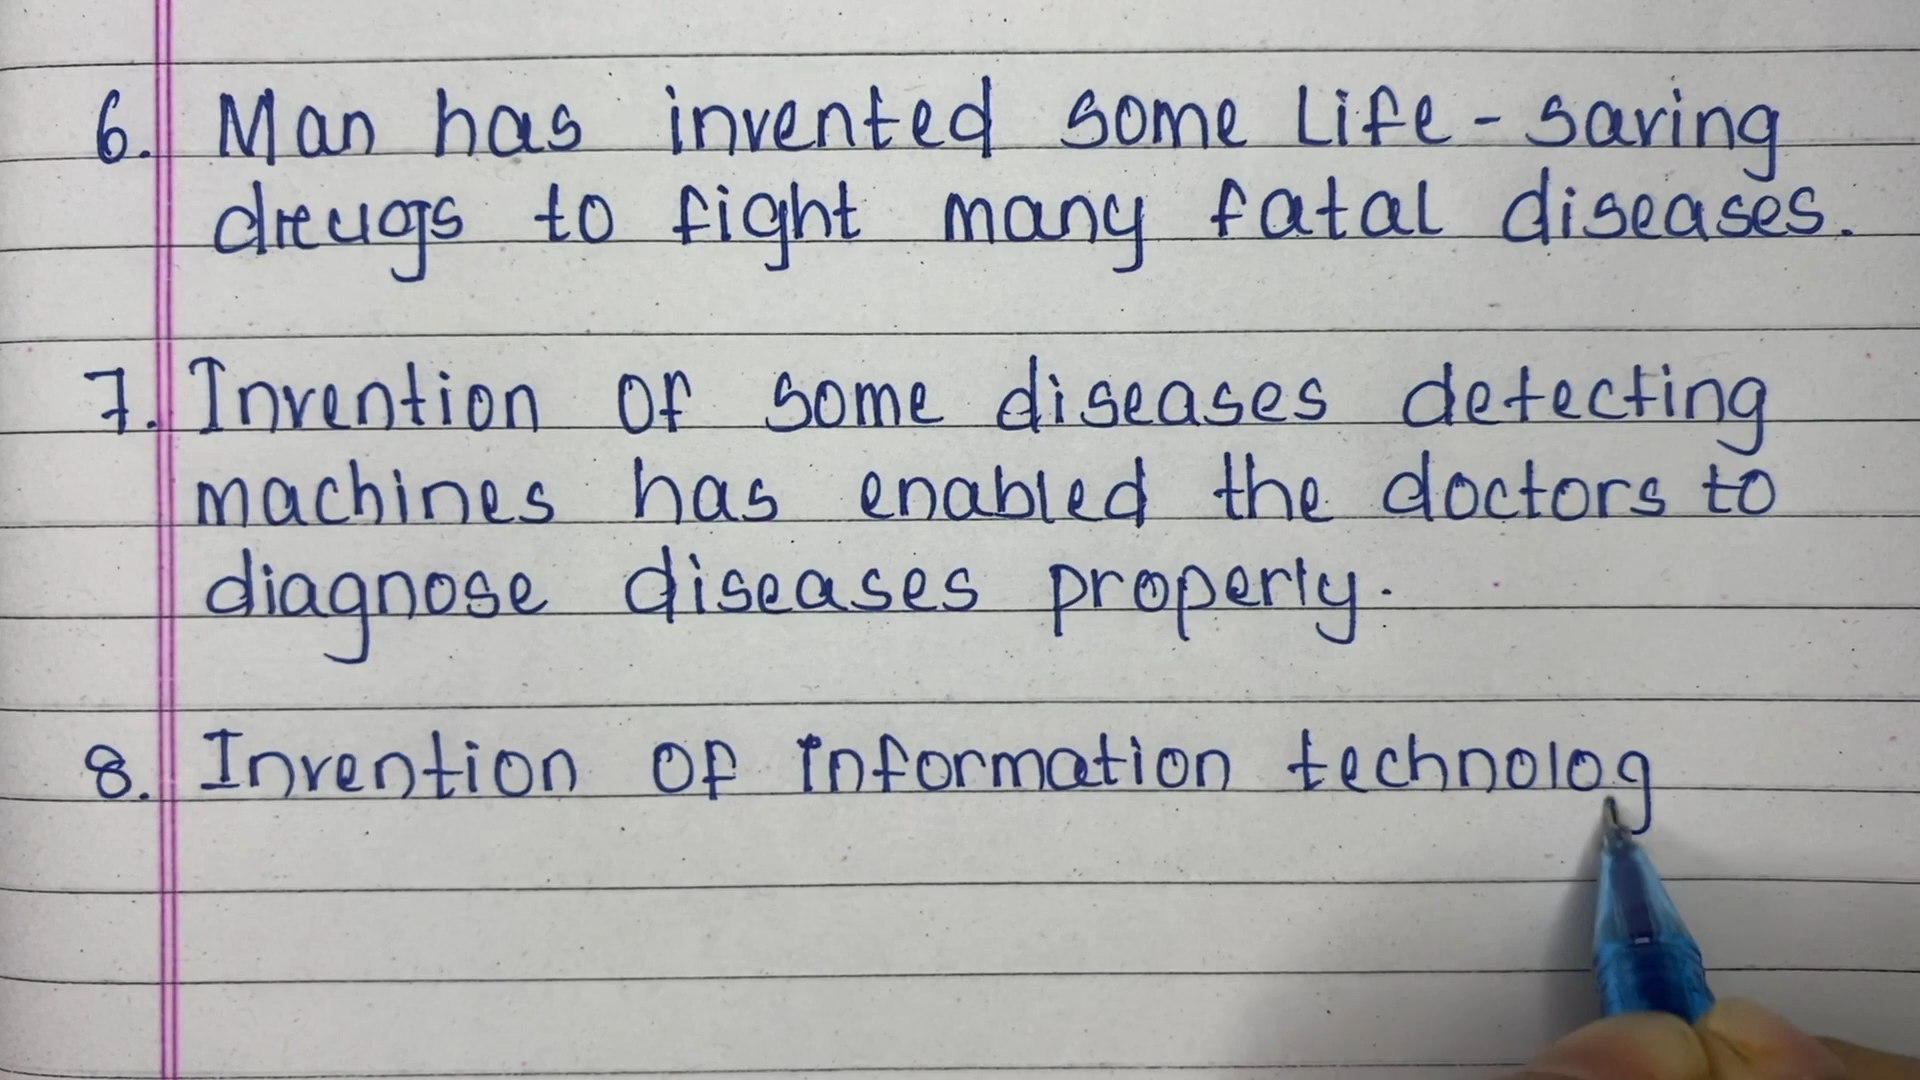 6. Man has invented some Life-saving
drugs to fight many fatal diseases.
7. Invention of some diseases detecting
machines has enabled the doctors to
diagnose diseases properly.
8. Invention of information technolog